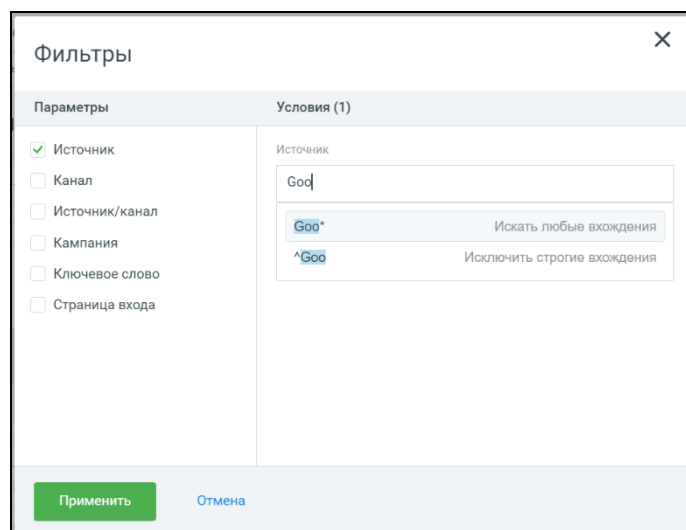 Фильтры
Параметры
Условия (1)
Источник
Канал
Источник/канал
Кампания
Ключевое слово
Страница входа
Источник
Goo
Goo* Искать любые вхождения
^Goo Исключить строгие вхождения
Применить Отмена